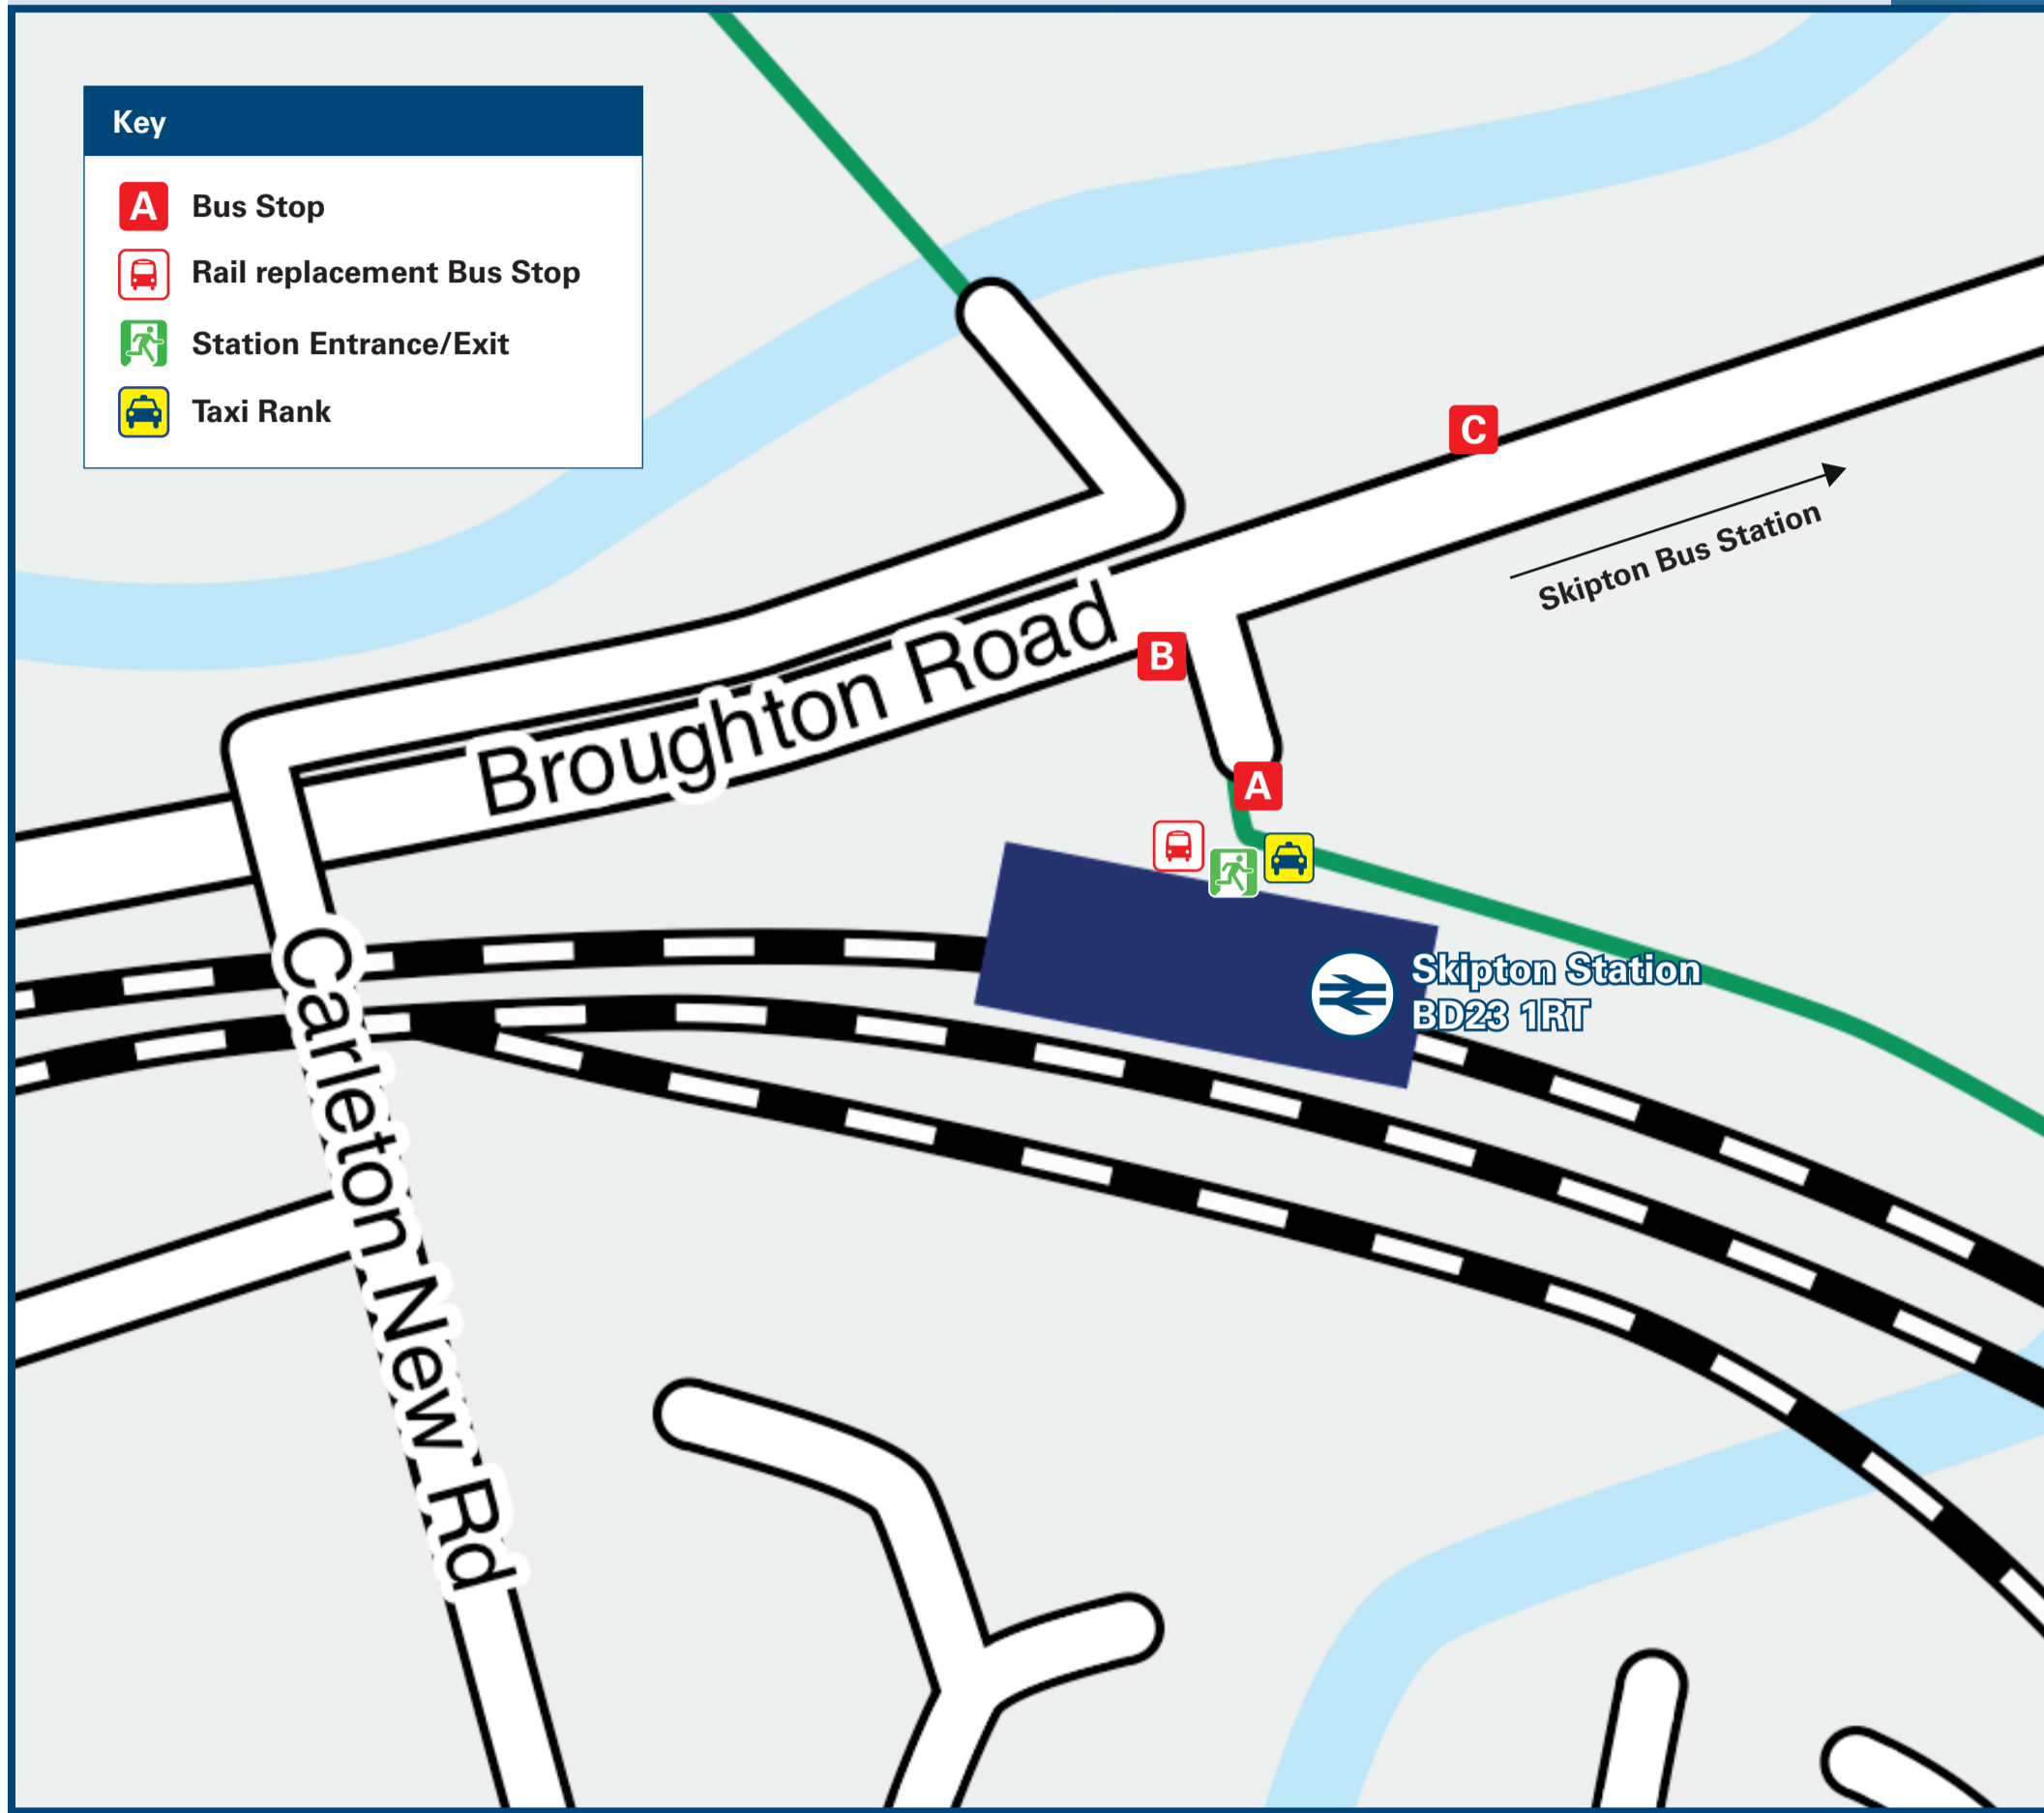 Key
A Bus Stop
Rail replacement Bus Stop
Station Entrance/Exit
Taxi Rank
C
Skipton Bus Station
Broughton Road
B
A
Skipton Station
BD23 1RT
Carleton New Rd